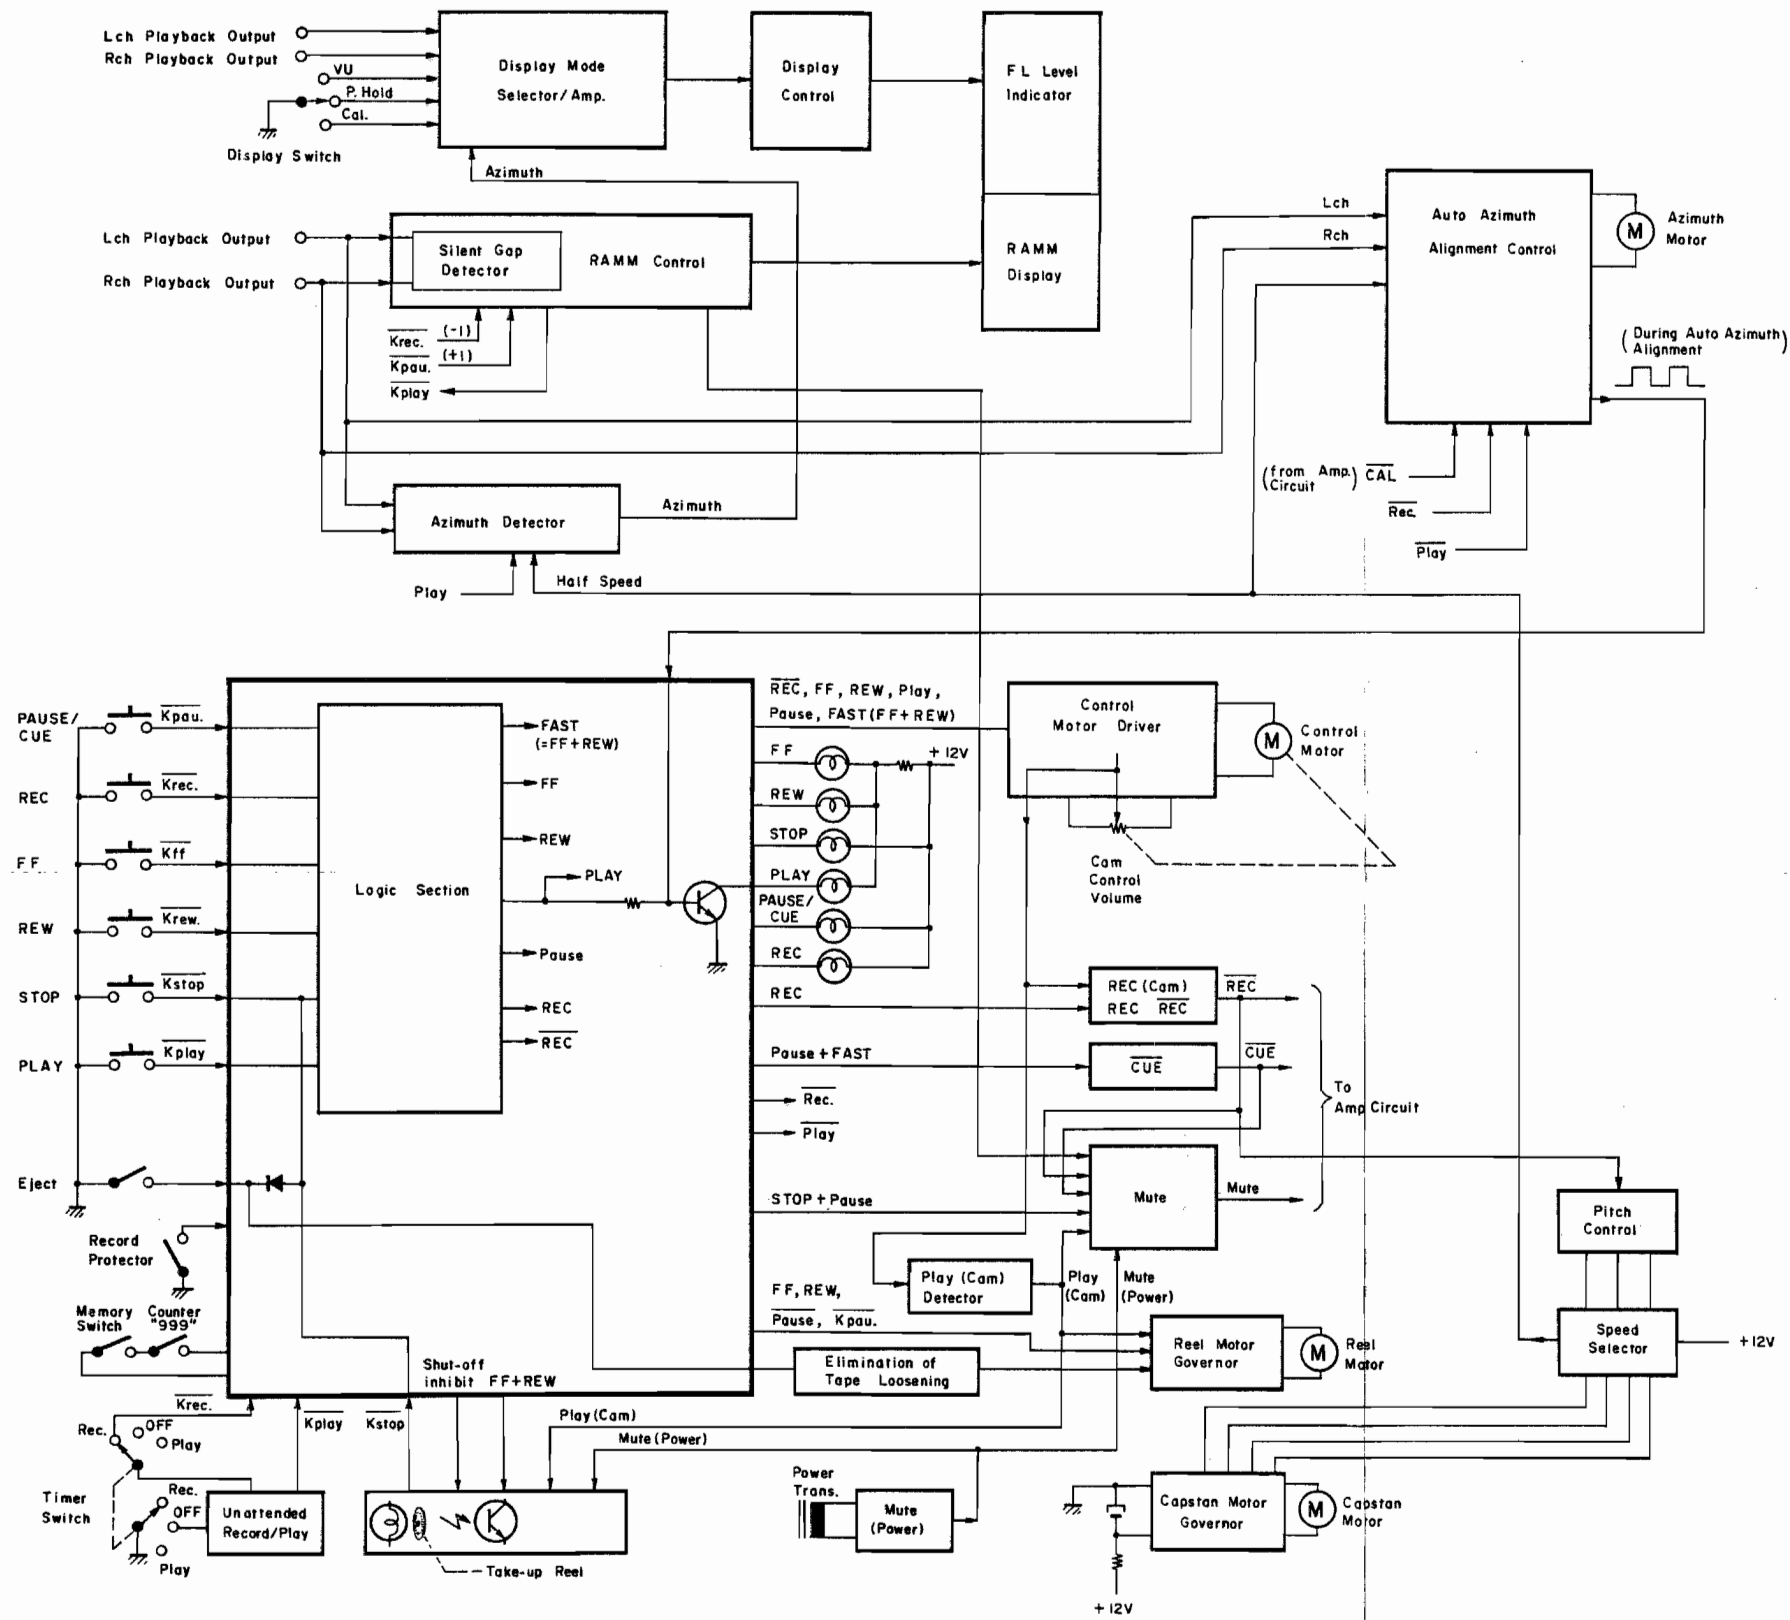 Lch Playback Output
Rch Playback Output
VU
P. Hold
Cal.
Display Switch
Display Mode
Selector/Amp.
Display
Control
FL Level
Indicator
Azimuth
Lch Playback Output
Rch Playback Output
Silent Gap
Detector
RAMM Control
RAMM
Display
Krec.
(-1)
Kpau.
(+1)
Kplay
Lch
Rch
Auto Azimuth
Alignment Control
M
Azimuth
Motor
(During Auto Azimuth)
Alignment
(from Amp.)
Circuit
CAL
Rec.
Play
Azimuth Detector
Azimuth
Play
Half Speed
PAUSE/
CUE
Kpau.
REC
Krec.
FF
Kff
REW
Krew.
STOP
Kstop
PLAY
Kplay
Eject
Record
Protector
Memory
Switch
Counter
"999"
Logic Section
FAST
(=FF+REW)
FF
REW
PLAY
Pause
REC
REC
REC, FF, REW, Play,
Pause, FAST(FF+REW)
FF
+12V
REW
STOP
PLAY
PAUSE/
CUE
REC
REC
Control
Motor Driver
M
Control
Motor
Cam
Control
Volume
REC (Cam)
REC REC
REC
Pause+FAST
CUE
CUE
Rec.
Play
To
Amp Circuit
STOP+Pause
Mute
Mute
Pitch
Control
Play (Cam)
Detector
Play
(Cam)
Mute
(Power)
FF, REW,
Pause, Kpau.
Reel Motor
Governor
M
Reel
Motor
Speed
Selector
+12V
Elimination of
Tape Loosening
Shut-off
inhibit
FF+REW
Krec.
Kplay
Kstop
Play(Cam)
Mute (Power)
Rec.
OFF
Play
Timer
Switch
Rec.
OFF
Play
Unattended
Record/Play
Take-up Reel
Power
Trans.
Mute
(Power)
Capstan Motor
Governor
M
Capstan
Motor
+12V